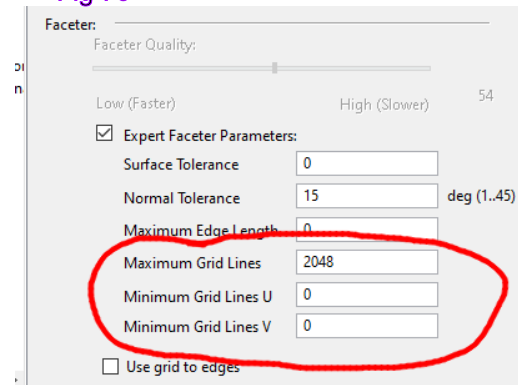 Faceter:
Faceter Quality:
Low (Faster) High (Slower) 54
Expert Faceter Parameters:
Surface Tolerance 0
Normal Tolerance 15 deg (1..45)
Maximum Edge Length 0
Maximum Grid Lines 2048
Minimum Grid Lines U 0
Minimum Grid Lines V 0
Use grid to edges